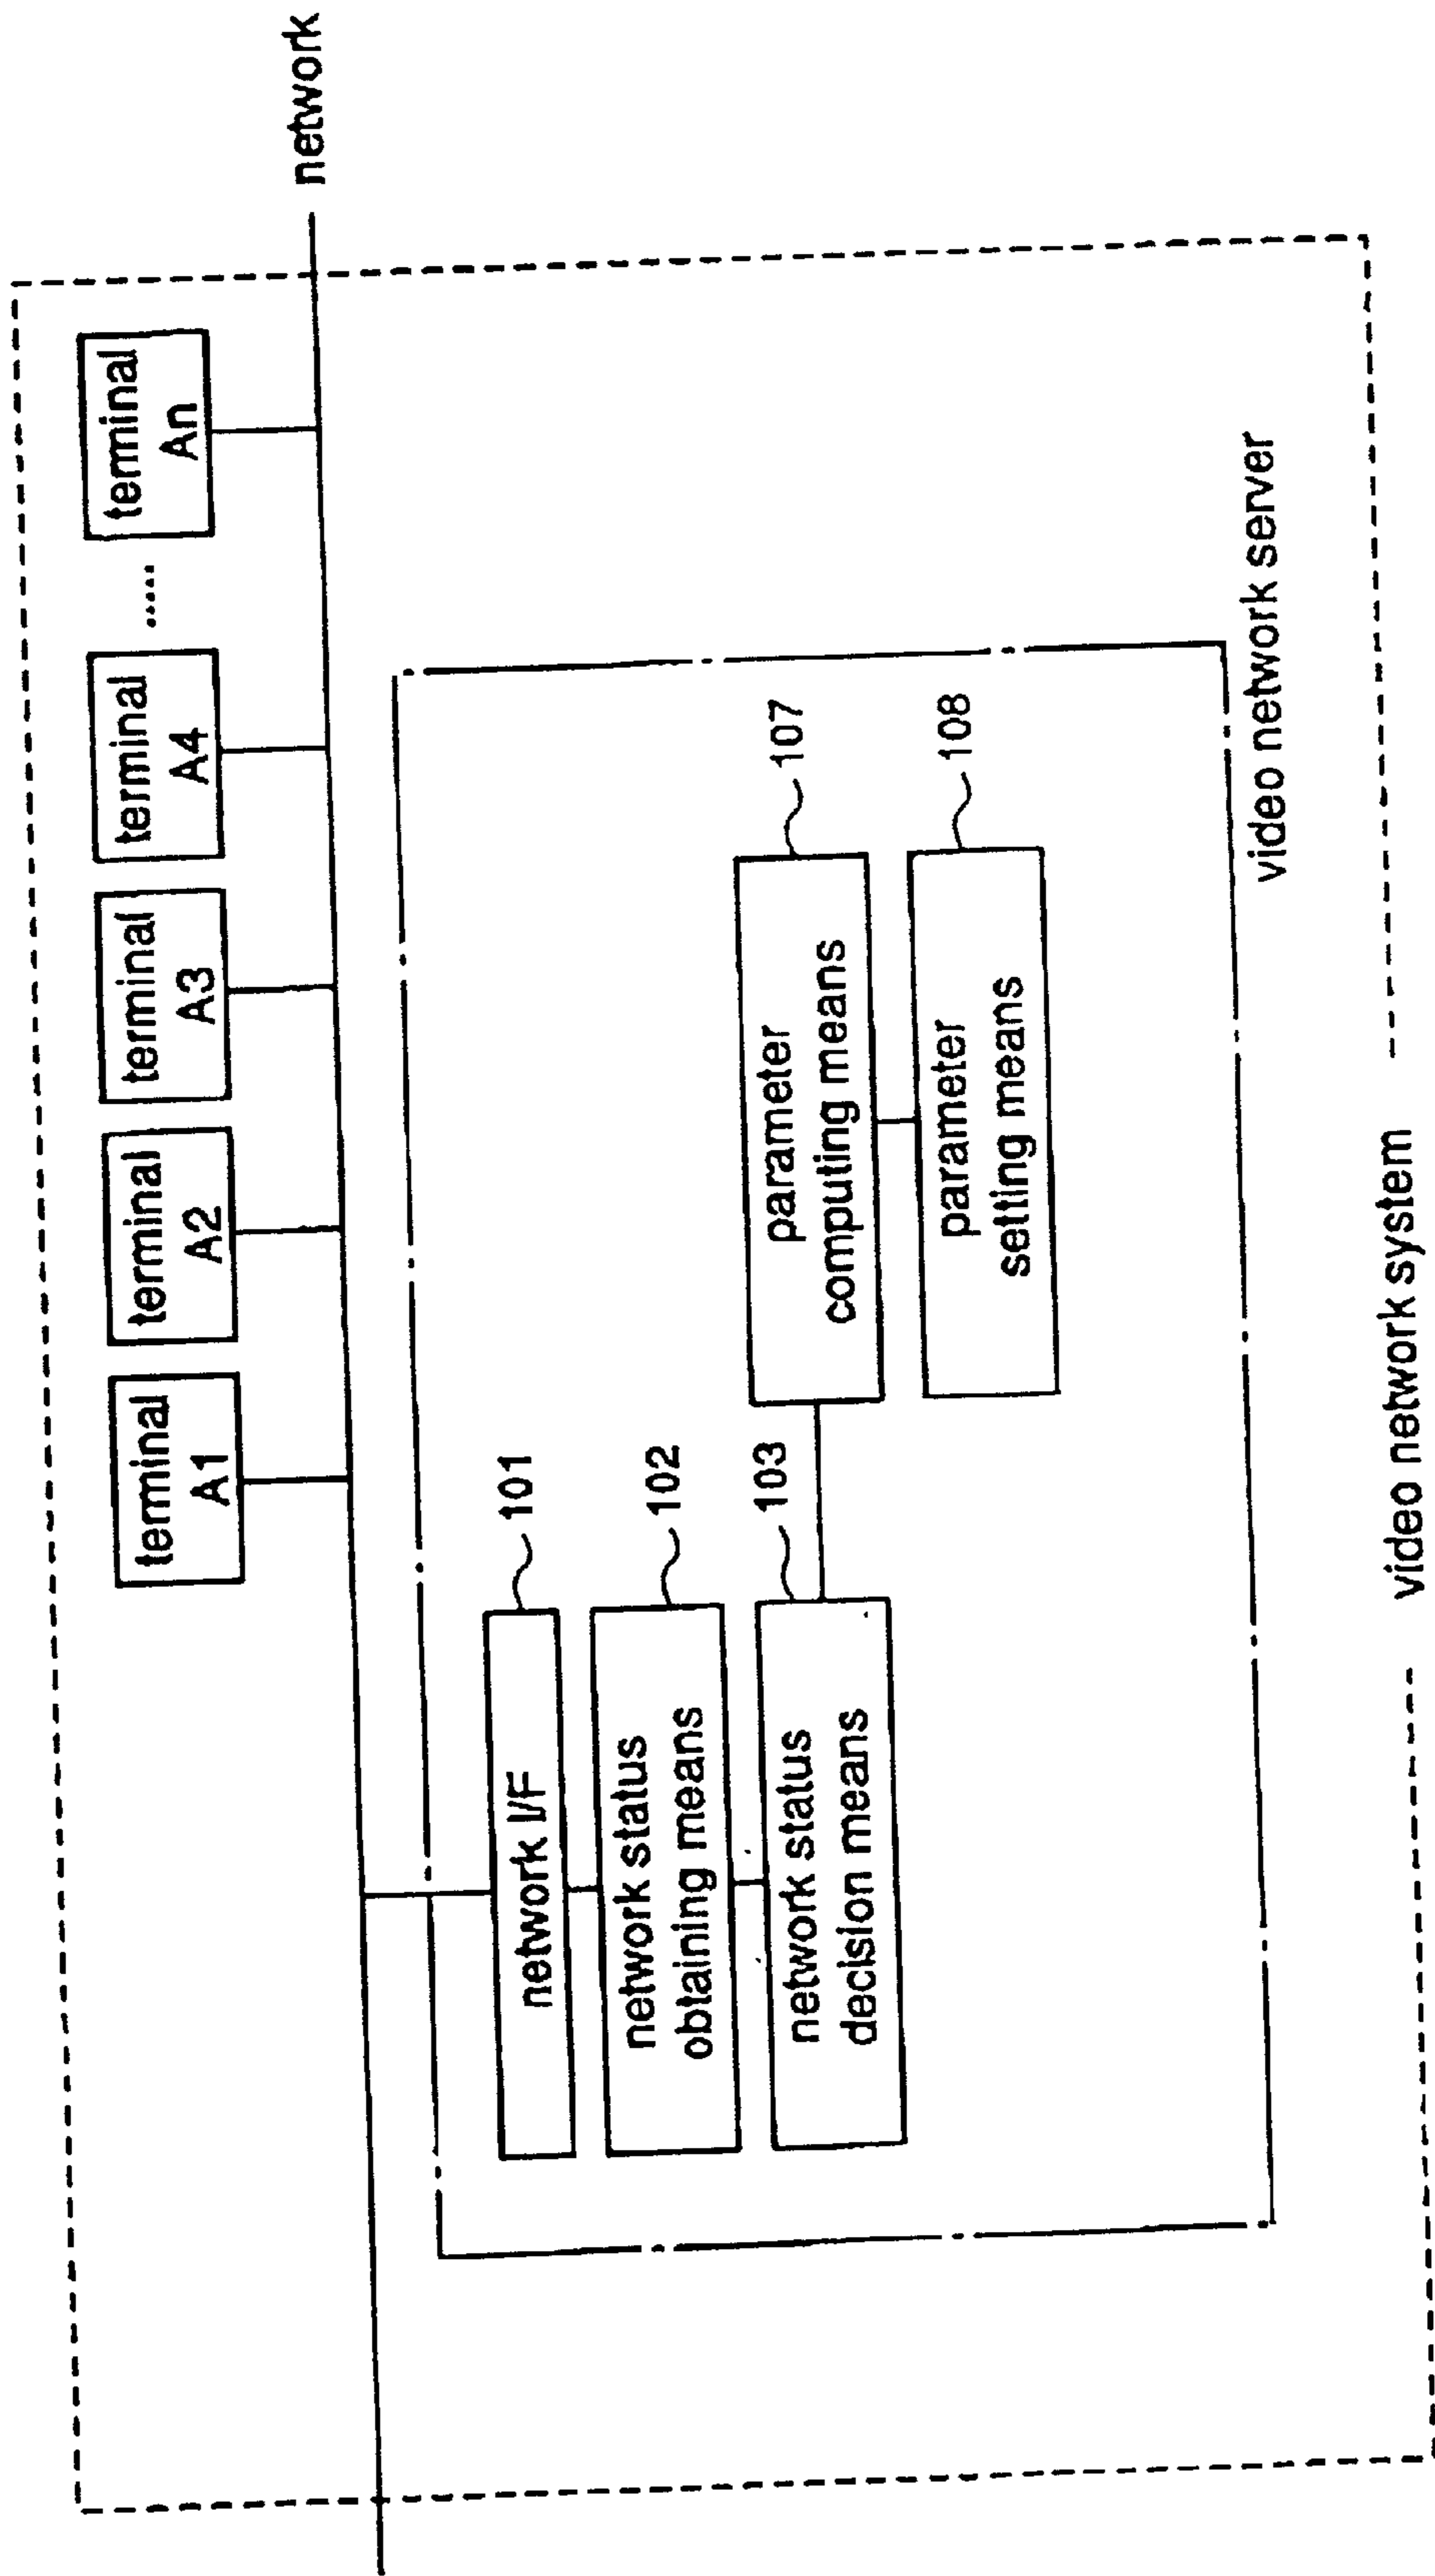 terminal
A1
terminal
A2
terminal
A3
terminal
A4
.....
terminal
An
network
network I/F
101
network status
obtaining means
102
network status
decision means
103
parameter
computing means
107
parameter
setting means
108
video network server
video network system